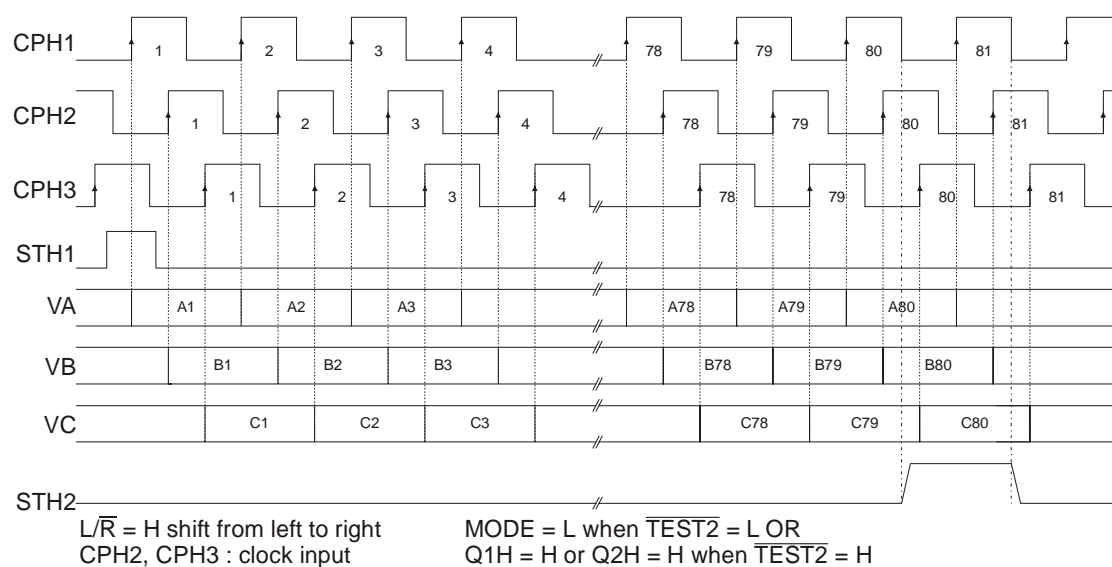 CPH1 1 2 3 4 78 79 80 81
CPH2 1 2 3 4 78 79 80 81
CPH3 1 2 3 4 78 79 80 81
STH1
VA A1 A2 A3 A78 A79 A80
VB B1 B2 B3 B78 B79 B80
VC C1 C2 C3 C78 C79 C80
STH2
L/R̅ = H shift from left to right MODE = L when T̅E̅S̅T̅2̅ = L OR
CPH2, CPH3 : clock input Q1H = H or Q2H = H when T̅E̅S̅T̅2̅ = H